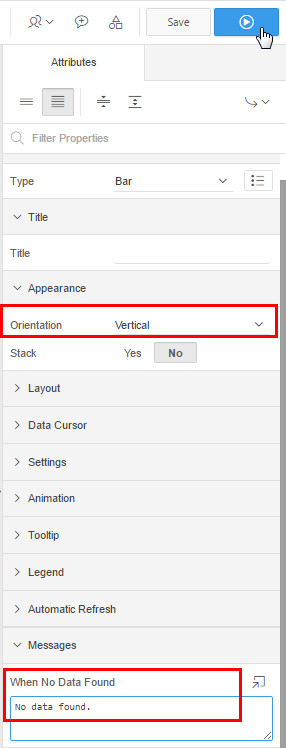 Save
Attributes
Filter Properties
Type Bar
Title
Title
Appearance
Orientation Vertical
Stack Yes No
Layout
Data Cursor
Settings
Animation
Tooltip
Legend
Automatic Refresh
Messages
When No Data Found
No data found.